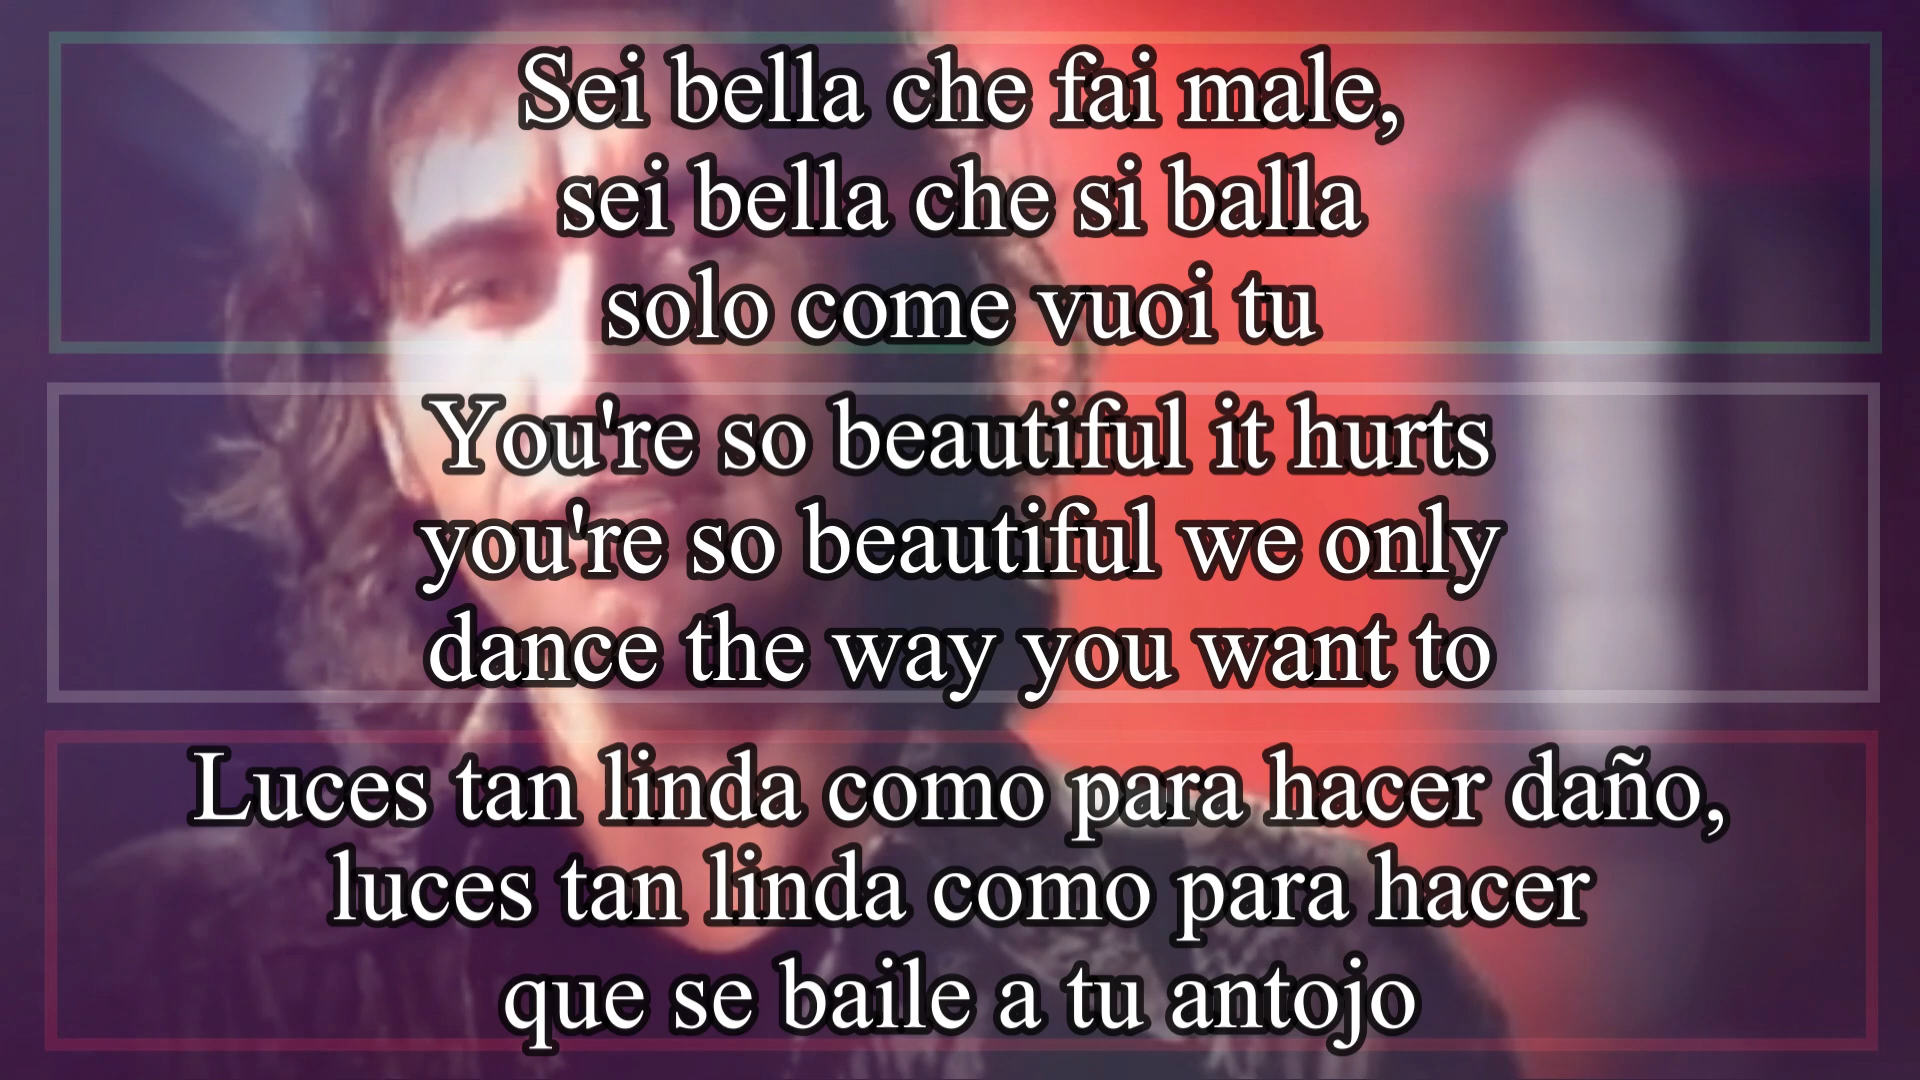 Sei bella che fai male,
sei bella che si balla
solo come vuoi tu
You're so beautiful it hurts
you're so beautiful we only
dance the way you want to
Luces tan linda como para hacer daño,
luces tan linda como para hacer
que se baile a tu antojo